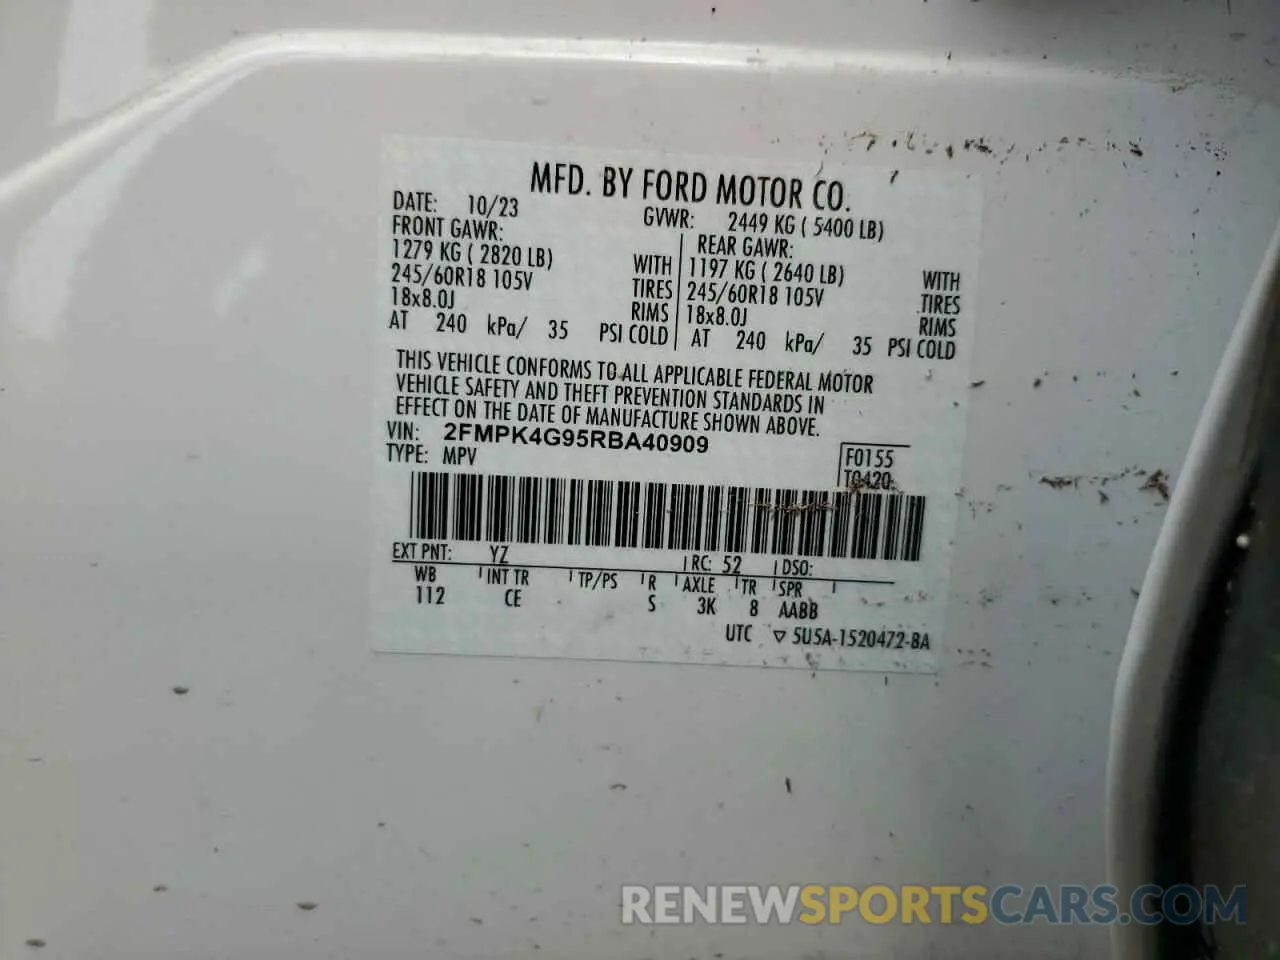 MFD. BY FORD MOTOR CO.
DATE: 10/23 GVWR: 2449 KG ( 5400 LB)
FRONT GAWR: REAR GAWR:
1279 KG ( 2820 LB) WITH 1197 KG ( 2640 LB) WITH
245/60R18 105V TIRES 245/60R18 105V TIRES
18x8.0J RIMS 18x8.0J RIMS
AT 240 kPa/ 35 PSI COLD AT 240 kPa/ 35 PSI COLD
THIS VEHICLE CONFORMS TO ALL APPLICABLE FEDERAL MOTOR
VEHICLE SAFETY AND THEFT PREVENTION STANDARDS IN
EFFECT ON THE DATE OF MANUFACTURE SHOWN ABOVE.
VIN: 2FMPK4G95RBA40909
TYPE: MPV
F0155
T0420
EXT PNT: YZ RC: 52 DSO:
WB INT TR TP/PS R AXLE TR SPR
112 CE S 3K 8 AABB
UTC ▽ 5U5A-1520472-BA
RENEWSPORTSCARS.COM